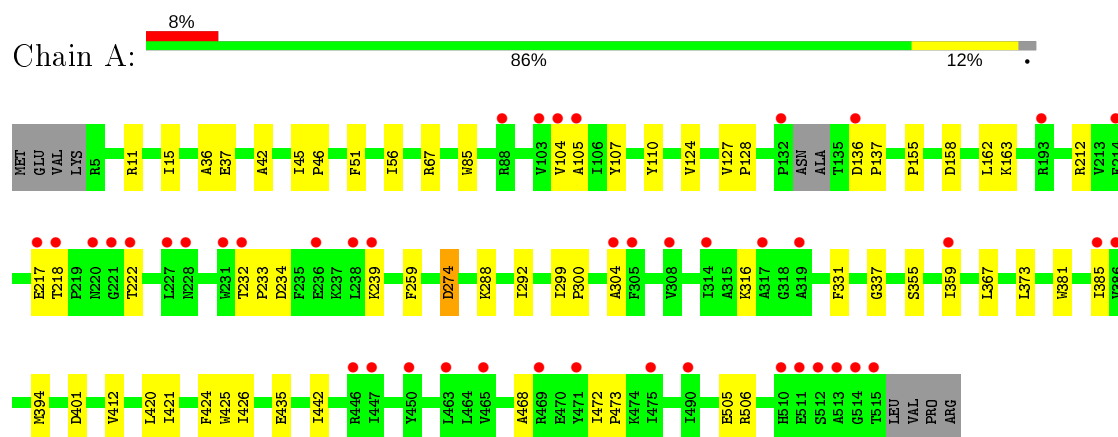 8%
Chain A:
86%
12%
•
MET GLU VAL LYS R5 R11 I15 A36 E37 A42 I45 P46 F51 I56 R67 W85 R88 V103 V104 A105 I106 Y107 Y110 V124 V127 P128 P132 ASN ALA T135 D136 P137 P155 D158 L162 K163 R193 R212 V213 E214
E217 T218 P219 N220 G221 T222 L227 N228 W231 T232 P233 D234 F235 E236 K237 L238 K239 F259 D274 K288 I292 I299 P300 A304 F305 V308 I314 A315 K316 A317 G318 A319 F331 G337 S355 I359 L367 L373 W381 I385 V386
M394 D401 V412 L420 I421 F424 W425 I426 E435 I442 R446 I447 Y450 L463 L464 V465 A468 R469 E470 Y471 I472 P473 K474 I475 I490 E505 R506 H510 E511 S512 A513 G514 T515 LEU VAL PRO ARG